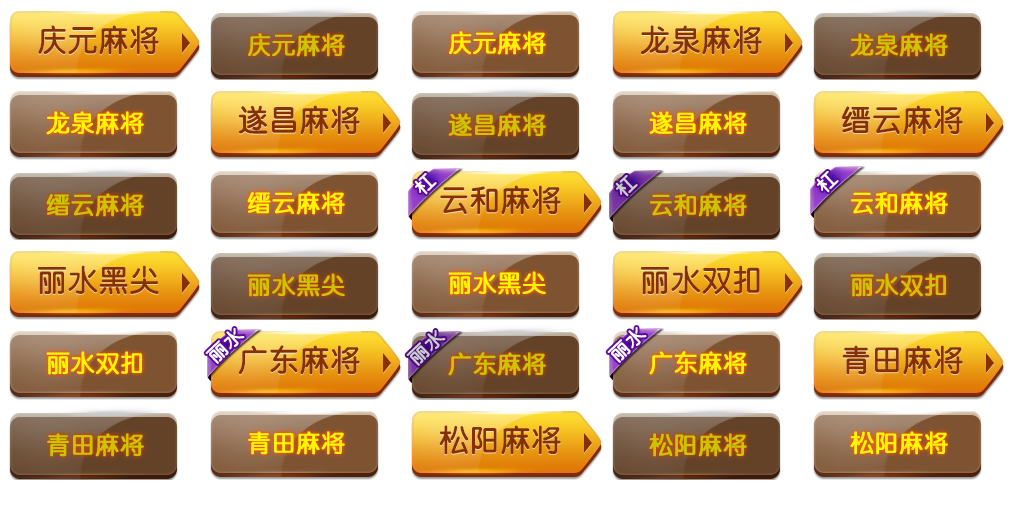 庆元麻将
庆元麻将
庆元麻将
龙泉麻将
龙泉麻将
龙泉麻将
遂昌麻将
遂昌麻将
遂昌麻将
缙云麻将
缙云麻将
缙云麻将
杠
云和麻将
杠
云和麻将
杠
云和麻将
丽水黑尖
丽水黑尖
丽水黑尖
丽水双扣
丽水双扣
丽水双扣
丽水
广东麻将
丽水
广东麻将
丽水
广东麻将
青田麻将
青田麻将
青田麻将
松阳麻将
松阳麻将
松阳麻将